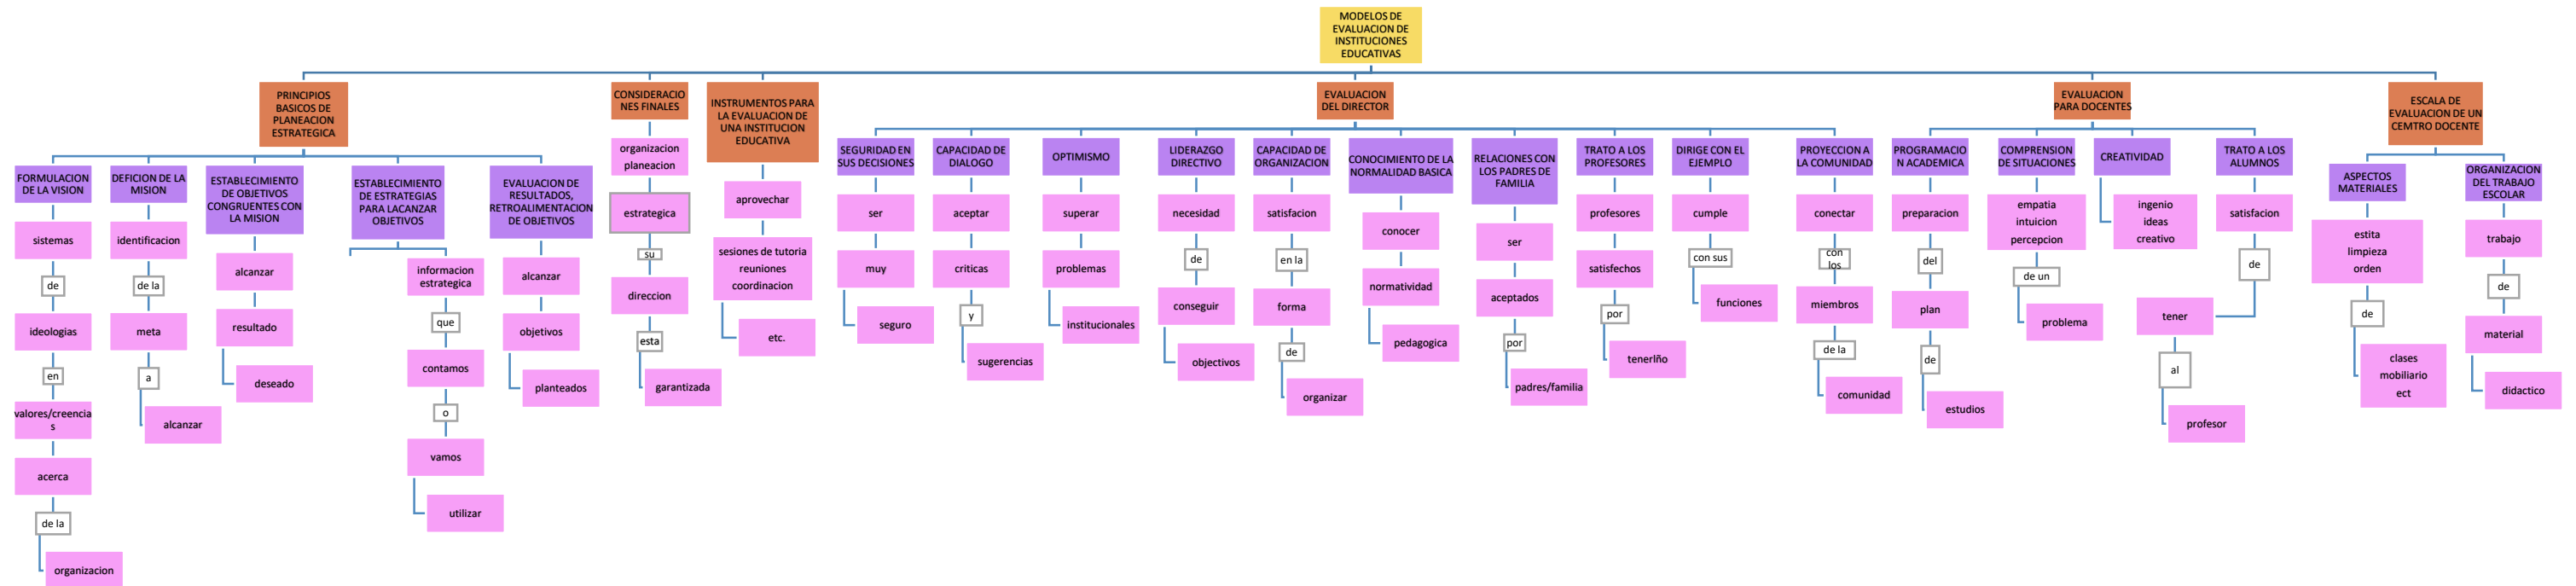 MODELOS DE
EVALUACION DE
INSTITUCIONES
EDUCATIVAS
PRINCIPIOS
BASICOS DE
PLANEACION
ESTRATEGICA
FORMULACION
DE LA VISION
sistemas
de
ideologias
en
valores/creencia
s
acerca
de la
organizacion
DEFICION DE LA
MISION
identificacion
de la
meta
a
alcanzar
ESTABLECIMIENTO
DE OBJETIVOS
CONGRUENTES CON
LA MISION
alcanzar
resultado
deseado
ESTABLECIMIENTO
DE ESTRATEGIAS
PARA LACANZAR
OBJETIVOS
informacion
estrategica
que
contamos
o
vamos
utilizar
EVALUACION DE
RESULTADOS,
RETROALIMENTACION
DE OBJETIVOS
alcanzar
objetivos
planteados
CONSIDERACIO
NES FINALES
organizacion
planeacion
estrategica
su
direccion
esta
garantizada
INSTRUMENTOS PARA
LA EVALUACION DE
UNA INSTITUCION
EDUCATIVA
aprovechar
sesiones de tutoria
reuniones
coordinacion
etc.
EVALUACION
DEL DIRECTOR
SEGURIDAD EN
SUS DECISIONES
ser
muy
seguro
CAPACIDAD DE
DIALOGO
aceptar
criticas
y
sugerencias
OPTIMISMO
superar
problemas
institucionales
LIDERAZGO
DIRECTIVO
necesidad
de
conseguir
objectivos
CAPACIDAD DE
ORGANIZACION
satisfacion
en la
forma
de
organizar
CONOCIMIENTO DE LA
NORMALIDAD BASICA
conocer
normatividad
pedagogica
RELACIONES CON
LOS PADRES DE
FAMILIA
ser
aceptados
por
padres/familia
TRATO A LOS
PROFESORES
profesores
satisfechos
por
tenerlño
DIRIGE CON EL
EJEMPLO
cumple
con sus
funciones
PROYECCION A
LA COMUNIDAD
conectar
con
los
miembros
de la
comunidad
EVALUACION
PARA DOCENTES
PROGRAMACIO
N ACADEMICA
preparacion
del
plan
de
estudios
COMPRENSION
DE SITUACIONES
empatia
intuicion
percepcion
de un
problema
CREATIVIDAD
ingenio
ideas
creativo
TRATO A LOS
ALUMNOS
satisfacion
de
tener
al
profesor
ESCALA DE
EVALUACION DE UN
CEMTRO DOCENTE
ASPECTOS
MATERIALES
estita
limpieza
orden
de
clases
mobiliario
ect
ORGANIZACION
DEL TRABAJO
ESCOLAR
trabajo
de
material
didactico